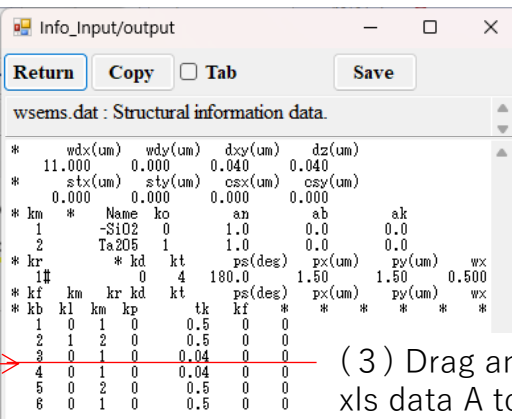 Info_Input/output
Return Copy Tab Save
wsems.dat : Structural information data.
* wdx(um) wdy(um) dxy(um) dz(um)
11.000 0.000 0.040 0.040
* stx(um) sty(um) csx(um) csy(um)
0.000 0.000 0.000 0.000
* km * Name ko an ab ak
1 -SiO2 0 1.0 0.0 0.0
2 Ta2O5 1 1.0 0.0 0.0
* kr * kd kt ps(deg) px(um) py(um) wx
1# 0 4 180.0 1.50 1.50 0.500
* kf km kr kd kt ps(deg) px(um) py(um) wx
* kb kl km kp tk kf * * * * * *
1 0 1 0 0.5 0 0
2 1 2 0 0.5 0 0
3 0 1 0 0.04 0 0
4 0 1 0 0.04 0 0
5 0 2 0 0.5 0 0
6 0 1 0 0.5 0 0
(3) Drag an
xls data A to